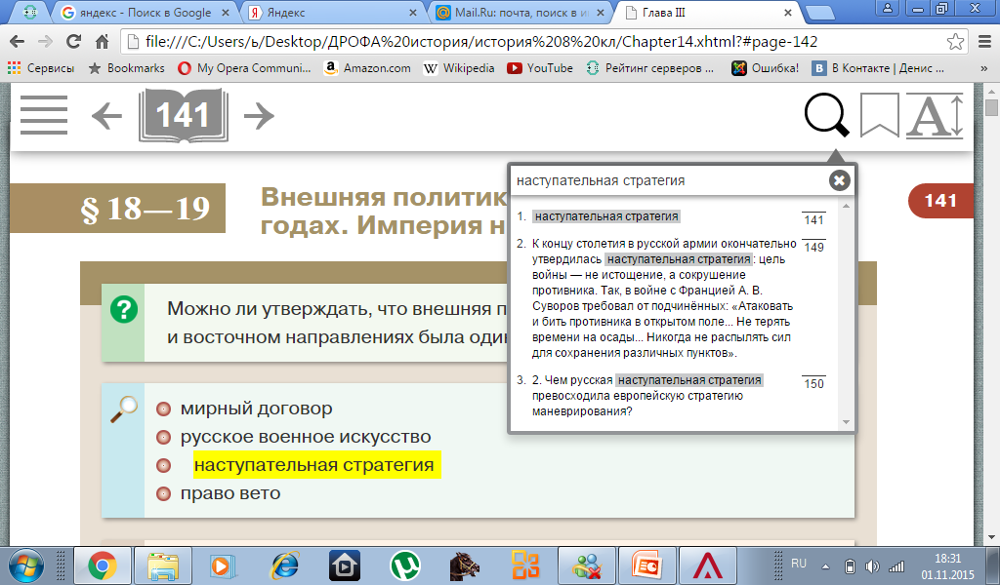 яндекс - Поиск в Google
Яндекс
Mail.Ru: почта, поиск в ин
Глава III
file:///C:/Users/ь/Desktop/ДРОФА%20история/история%208%20кл/Chapter14.xhtml?#page-142
Сервисы
Bookmarks
My Opera Communi...
Amazon.com
Wikipedia
YouTube
Рейтинг серверов ...
Ошибка!
В Контакте | Денис ...
»
141
A
§ 18—19
Внешняя политик
годах. Империя н
141
наступательная стратегия
1. наступательная стратегия 141
2. К концу столетия в русской армии окончательно 149
утвердилась наступательная стратегия: цель
войны — не истощение, а сокрушение
противника. Так, в войне с Францией А. В.
Суворов требовал от подчинённых: «Атаковать
и бить противника в открытом поле... Не терять
времени на осады... Никогда не распылять сил
для сохранения различных пунктов».
3. 2. Чем русская наступательная стратегия 150
превосходила европейскую стратегию
маневрирования?
?
Можно ли утверждать, что внешняя п
и восточном направлениях была один
мирный договор
русское военное искусство
наступательная стратегия
право вето
RU
18:31
01.11.2015